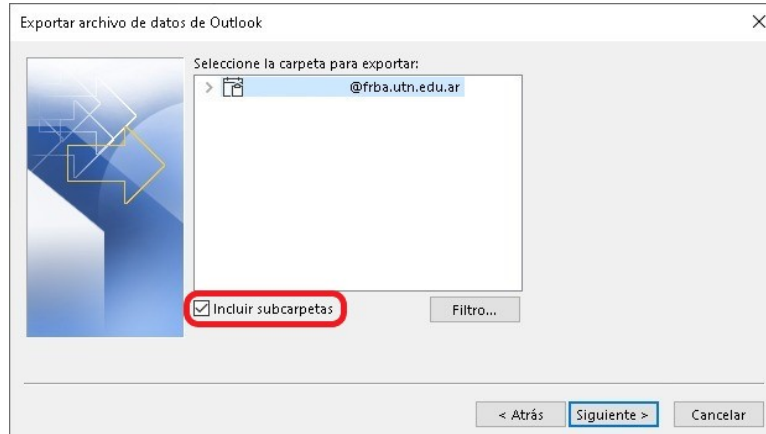 Exportar archivo de datos de Outlook
Seleccione la carpeta para exportar:
@frba.utn.edu.ar
Incluir subcarpetas
Filtro...
< Atrás
Siguiente >
Cancelar